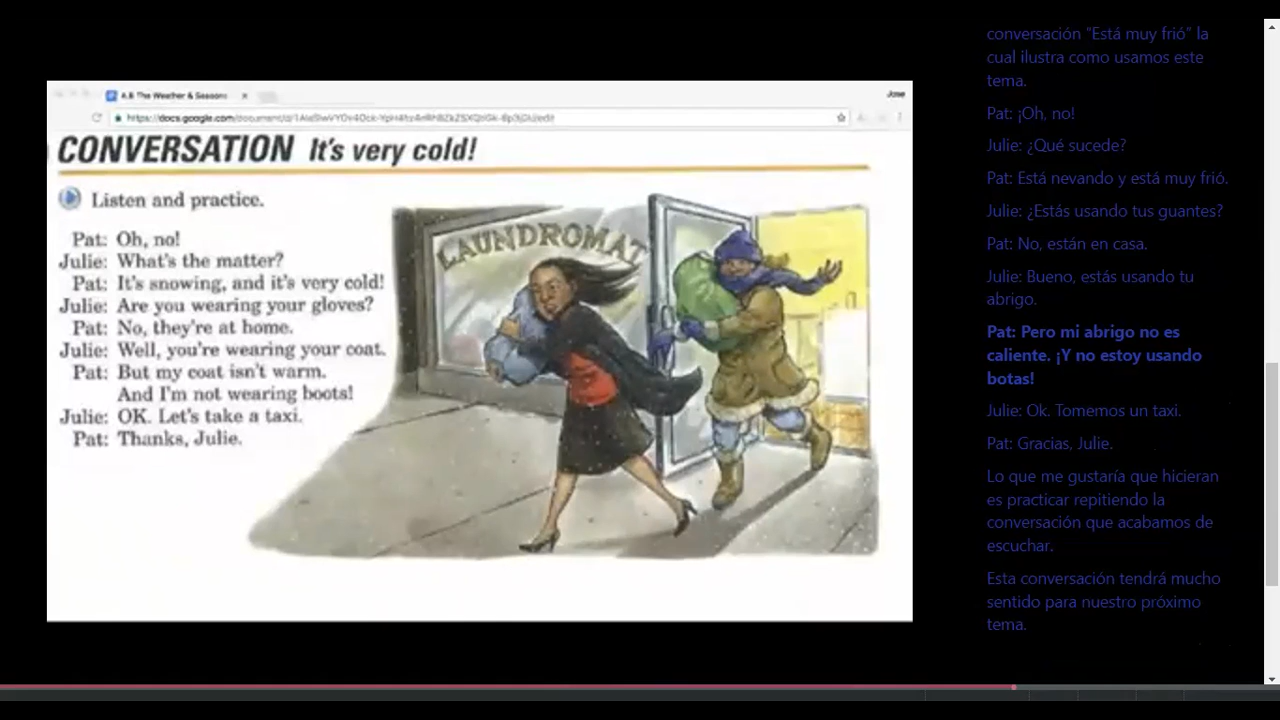 A.B The Weather & Seasons
Jose
CONVERSATION It's very cold!
Listen and practice.
Pat: Oh, no!
Julie: What's the matter?
Pat: It's snowing, and it's very cold!
Julie: Are you wearing your gloves?
Pat: No, they're at home.
Julie: Well, you're wearing your coat.
Pat: But my coat isn't warm.
And I'm not wearing boots!
Julie: OK. Let's take a taxi.
Pat: Thanks, Julie.
LAUNDROMAT
conversación "Está muy frió" la
cual ilustra como usamos este
tema.
Pat: ¡Oh, no!
Julie: ¿Qué sucede?
Pat: Está nevando y está muy frió.
Julie: ¿Estás usando tus guantes?
Pat: No, están en casa.
Julie: Bueno, estás usando tu
abrigo.
Pat: Pero mi abrigo no es
caliente. ¡Y no estoy usando
botas!
Julie: Ok. Tomemos un taxi.
Pat: Gracias, Julie.
Lo que me gustaría que hicieran
es practicar repitiendo la
conversación que acabamos de
escuchar.
Esta conversación tendrá mucho
sentido para nuestro próximo
tema.